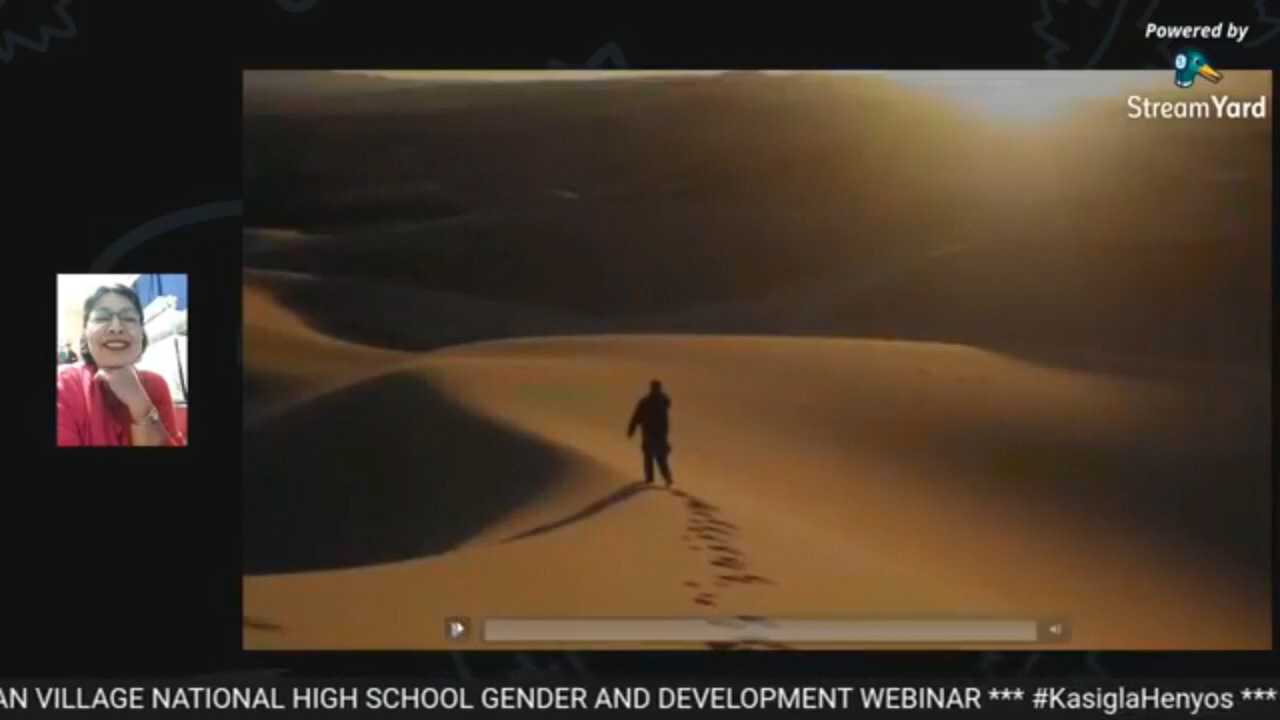 Powered by
StreamYard
AN VILLAGE NATIONAL HIGH SCHOOL GENDER AND DEVELOPMENT WEBINAR *** #KasiglaHenyos ***